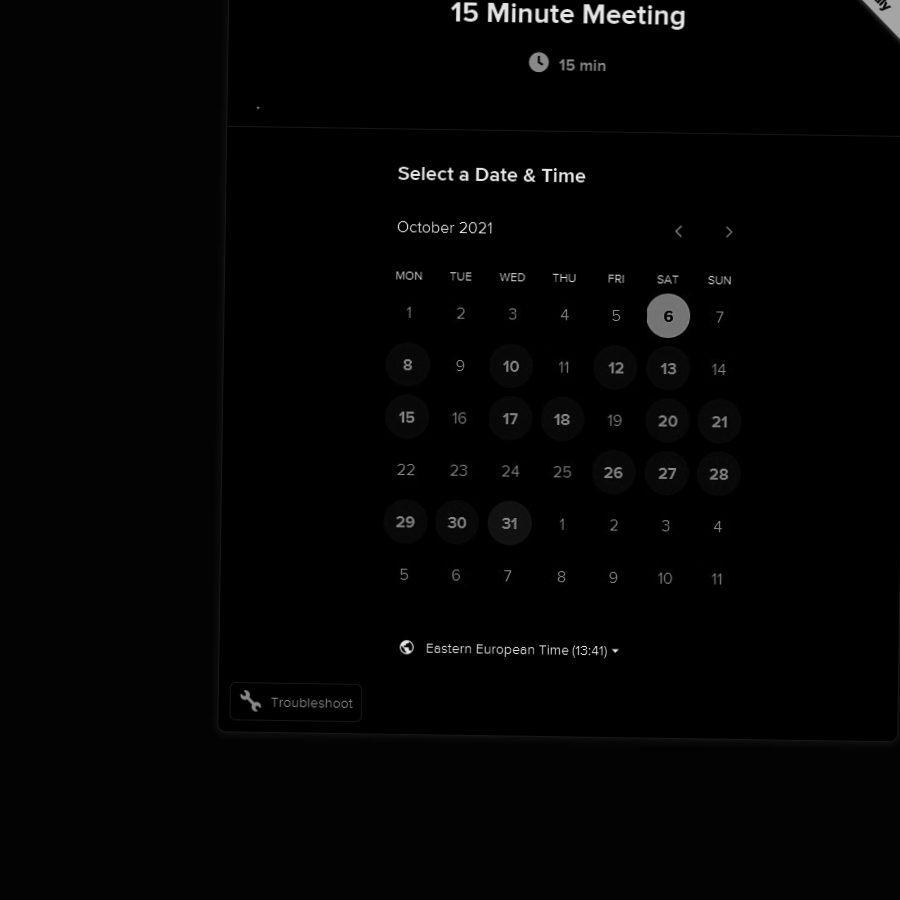 15 Minute Meeting
15 min
Select a Date & Time
October 2021
MON TUE WED THU FRI SAT SUN
1 2 3 4 5 6 7
8 9 10 11 12 13 14
15 16 17 18 19 20 21
22 23 24 25 26 27 28
29 30 31 1 2 3 4
5 6 7 8 9 10 11
Eastern European Time (13:41)
Troubleshoot